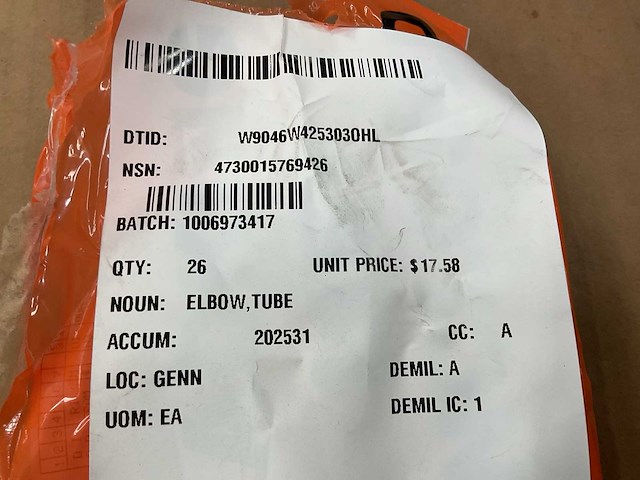 DTID: W9046W4253030HL
NSN: 4730015769426
BATCH: 1006973417
QTY: 26 UNIT PRICE: $17.58
NOUN: ELBOW,TUBE
ACCUM: 202531 CC: A
LOC: GENN DEMIL: A
UOM: EA DEMIL IC: 1